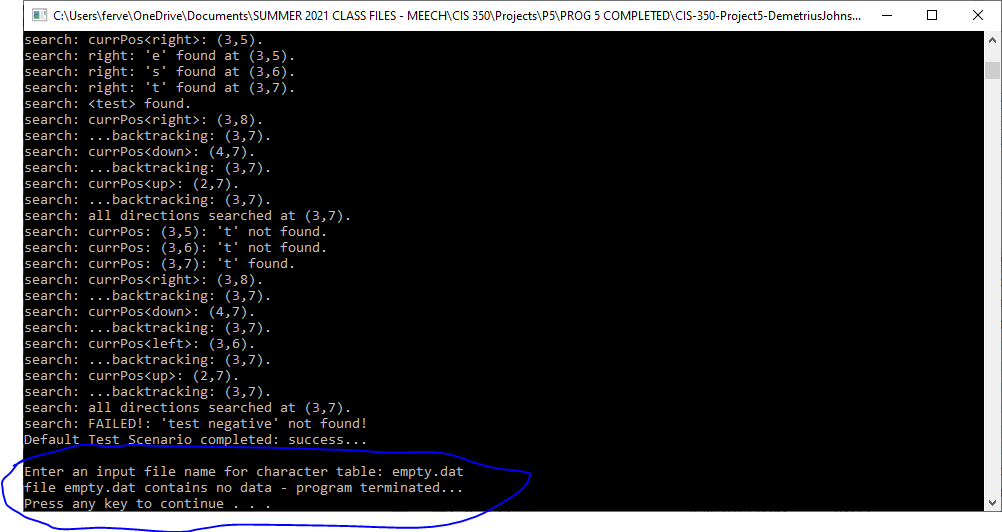 C:\Users\ferve\OneDrive\Documents\SUMMER 2021 CLASS FILES - MEECH\CIS 350\Projects\P5\PROG 5 COMPLETED\CIS-350-Project5-DemetriusJohns...
search: currPos<right>: (3,5).
search: right: 'e' found at (3,5).
search: right: 's' found at (3,6).
search: right: 't' found at (3,7).
search: <test> found.
search: currPos<right>: (3,8).
search: ...backtracking: (3,7).
search: currPos<down>: (4,7).
search: ...backtracking: (3,7).
search: currPos<up>: (2,7).
search: ...backtracking: (3,7).
search: all directions searched at (3,7).
search: currPos: (3,5): 't' not found.
search: currPos: (3,6): 't' not found.
search: currPos: (3,7): 't' found.
search: currPos<right>: (3,8).
search: ...backtracking: (3,7).
search: currPos<down>: (4,7).
search: ...backtracking: (3,7).
search: currPos<left>: (3,6).
search: ...backtracking: (3,7).
search: currPos<up>: (2,7).
search: ...backtracking: (3,7).
search: all directions searched at (3,7).
search: FAILED!: 'test negative' not found!
Default Test Scenario completed: success...
Enter an input file name for character table: empty.dat
file empty.dat contains no data - program terminated...
Press any key to continue . . .